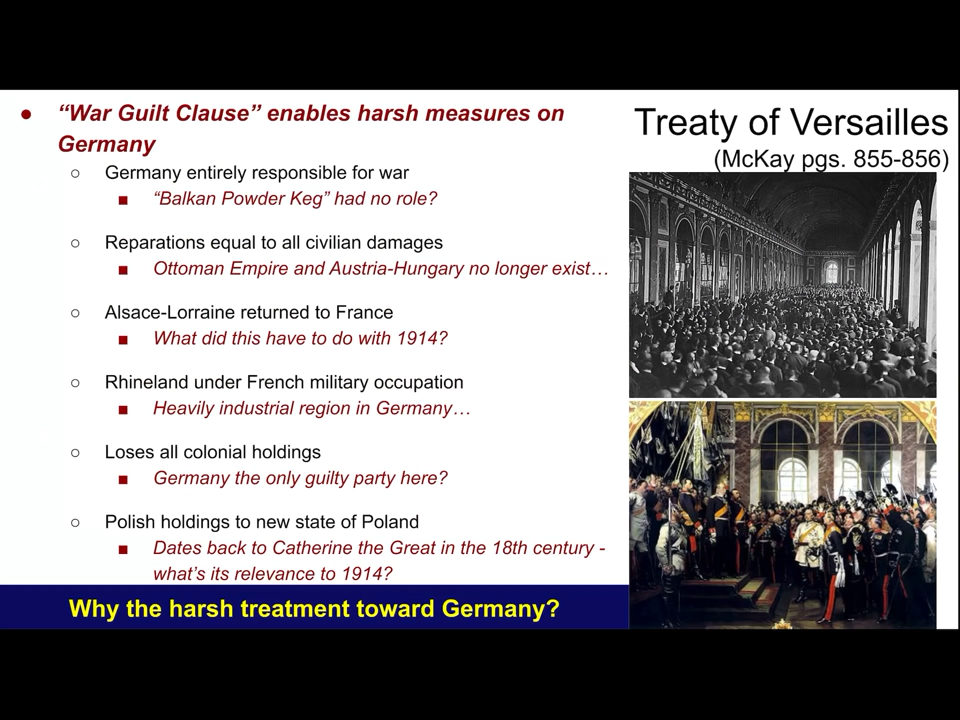 ● “War Guilt Clause” enables harsh measures on
Germany
○ Germany entirely responsible for war
■ “Balkan Powder Keg” had no role?
○ Reparations equal to all civilian damages
■ Ottoman Empire and Austria-Hungary no longer exist…
○ Alsace-Lorraine returned to France
■ What did this have to do with 1914?
○ Rhineland under French military occupation
■ Heavily industrial region in Germany…
○ Loses all colonial holdings
■ Germany the only guilty party here?
○ Polish holdings to new state of Poland
■ Dates back to Catherine the Great in the 18th century -
what’s its relevance to 1914?
Why the harsh treatment toward Germany?
Treaty of Versailles
(McKay pgs. 855-856)